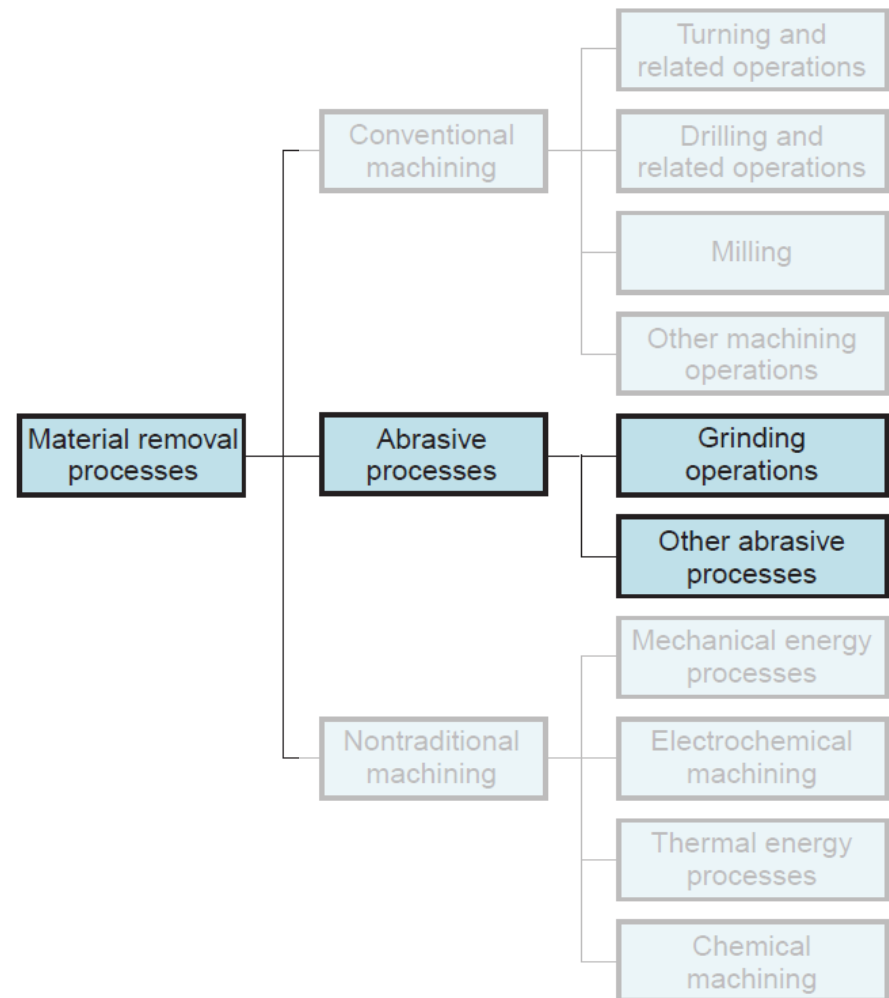 Turning and
related operations
Conventional
machining
Drilling and
related operations
Milling
Other machining
operations
Material removal
processes
Abrasive
processes
Grinding
operations
Other abrasive
processes
Mechanical energy
processes
Nontraditional
machining
Electrochemical
machining
Thermal energy
processes
Chemical
machining